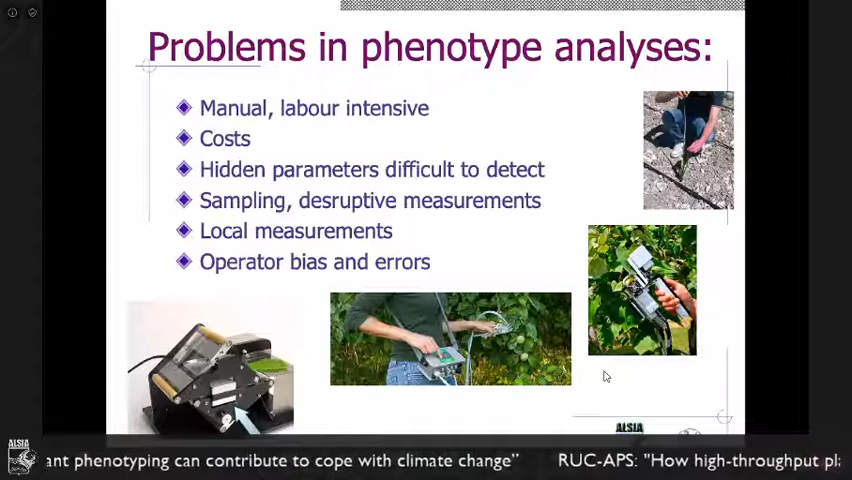 Problems in phenotype analyses:
Manual, labour intensive
Costs
Hidden parameters difficult to detect
Sampling, desruptive measurements
Local measurements
Operator bias and errors
ALSIA
ALSIA
ant phenotyping can contribute to cope with climate change” RUC-APS: "How high-throughput pl